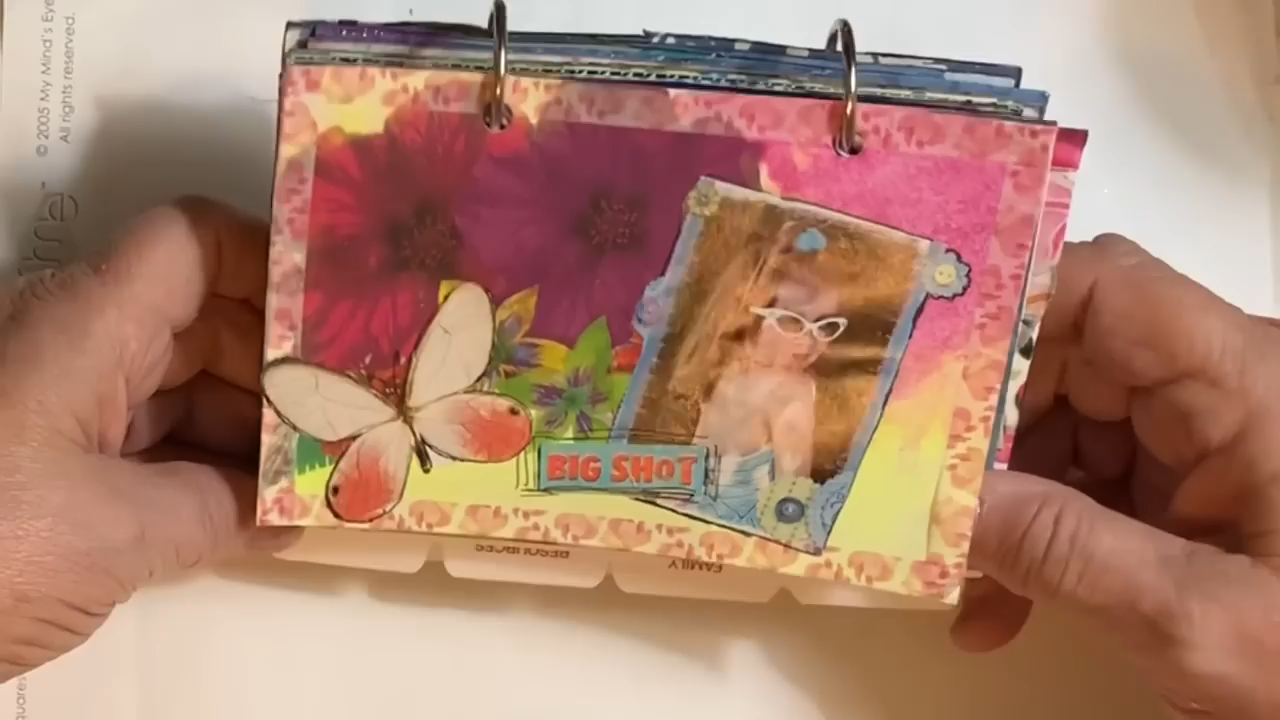 © 2005 My Mind's Eye
All rights reserved.
BIG SHOT
RESOURCES
FAMILY